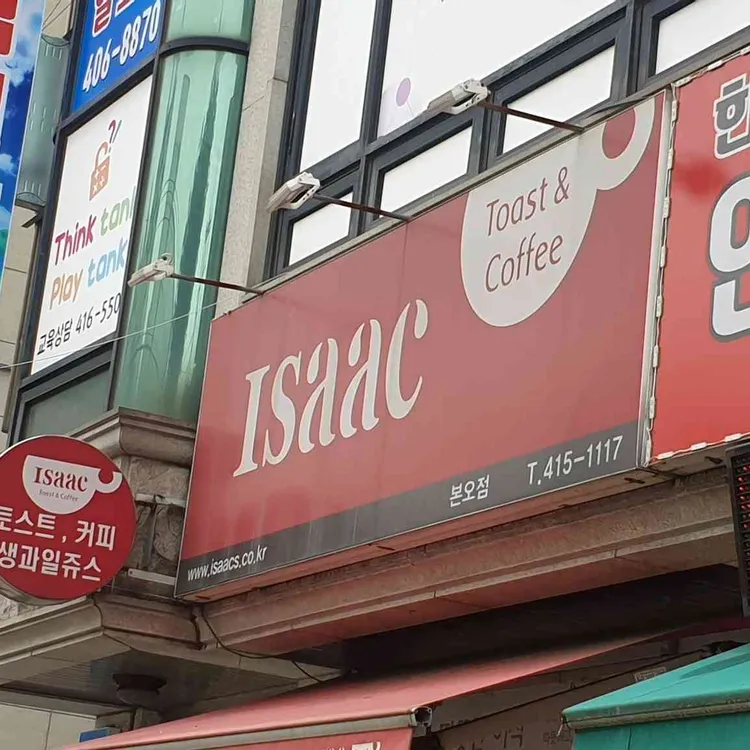 406-8870
Think tank
Play tank
교육상담 416-550
Isaac
Toast &
Coffee
본오점 T.415-1117
www.isaacs.co.kr
Isaac
Toast & Coffee
토스트, 커피
생과일쥬스